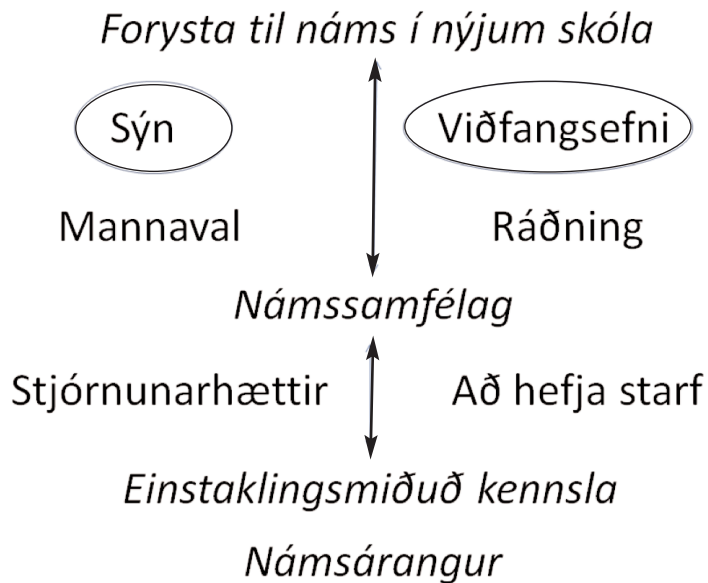 Forysta til náms í nýjum skóla
Sýn Viðfangsefni
Mannaval Ráðning
Námssamfélag
Stjórnunarhættir Að hefja starf
Einstaklingsmiðuð kennsla
Námsárangur